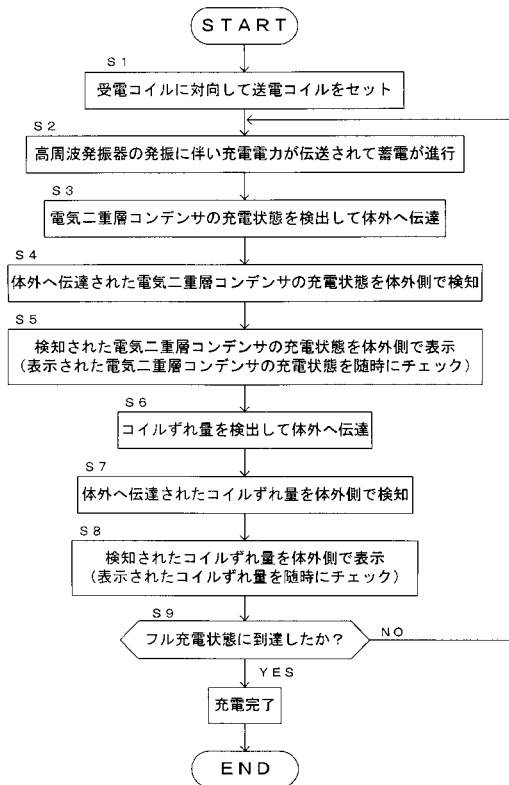 START
S1
受電コイルに対向して送電コイルをセット
S2
高周波発振器の発振に伴い充電電力が伝送されて蓄電が進行
S3
電気二重層コンデンサの充電状態を検出して体外へ伝達
S4
体外へ伝達された電気二重層コンデンサの充電状態を体外側で検知
S5
検知された電気二重層コンデンサの充電状態を体外側で表示
(表示された電気二重層コンデンサの充電状態を随時にチェック)
S6
コイルずれ量を検出して体外へ伝達
S7
体外へ伝達されたコイルずれ量を体外側で検知
S8
検知されたコイルずれ量を体外側で表示
(表示されたコイルずれ量を随時にチェック)
S9
フル充電状態に到達したか?
NO
YES
充電完了
END